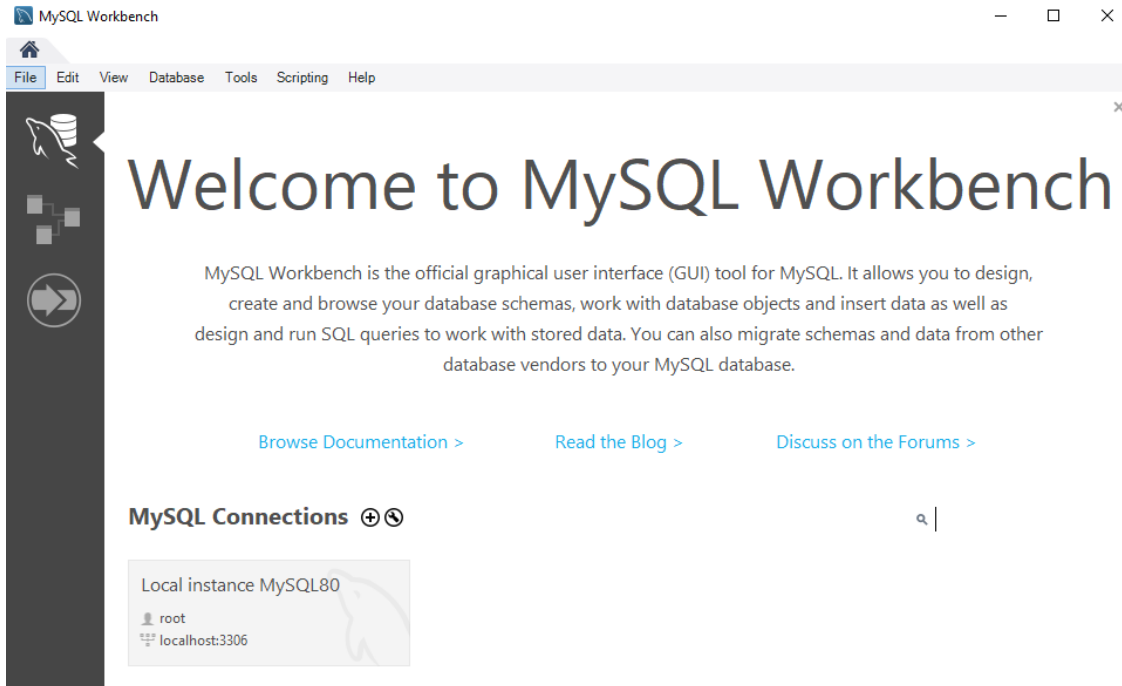 MySQL Workbench
File Edit View Database Tools Scripting Help
Welcome to MySQL Workbench
MySQL Workbench is the official graphical user interface (GUI) tool for MySQL. It allows you to design,
create and browse your database schemas, work with database objects and insert data as well as
design and run SQL queries to work with stored data. You can also migrate schemas and data from other
database vendors to your MySQL database.
Browse Documentation > Read the Blog > Discuss on the Forums >
MySQL Connections
Local instance MySQL80
root
localhost:3306